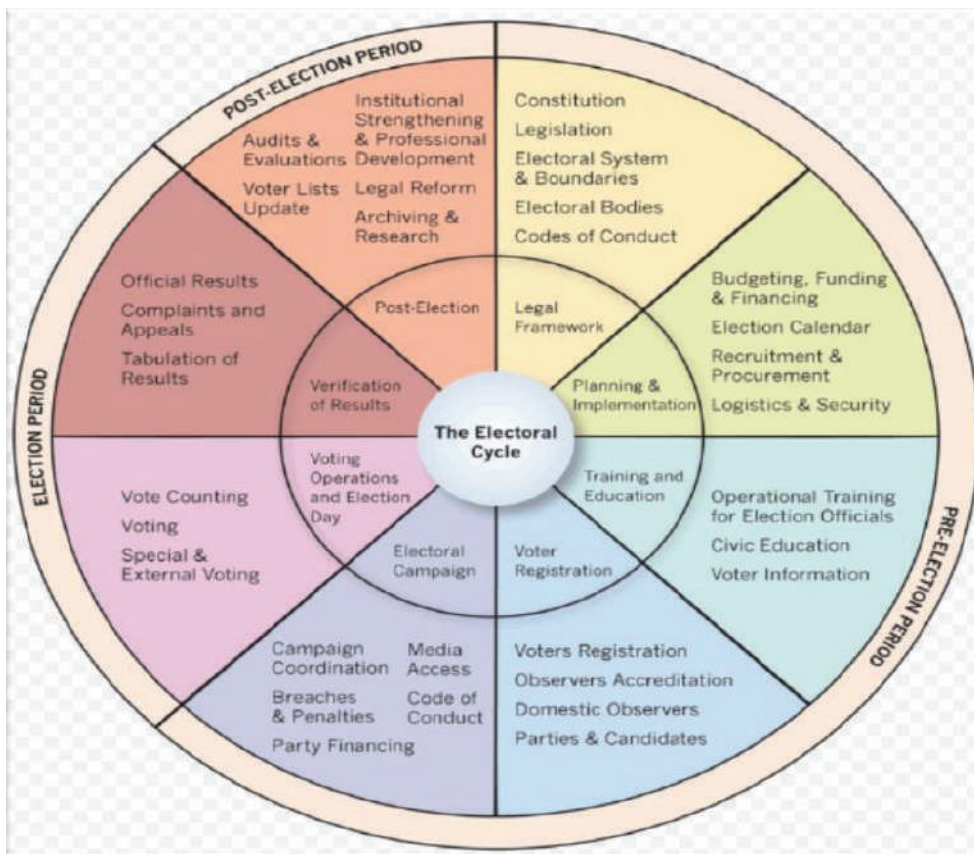 POST-ELECTION PERIOD
Institutional
Strengthening
& Professional
Development
Legal Reform
Archiving &
Research
Audits &
Evaluations
Voter Lists
Update
Post-Election
Constitution
Legislation
Electoral System
& Boundaries
Electoral Bodies
Codes of Conduct
Legal
Framework
Budgeting, Funding
& Financing
Election Calendar
Recruitment &
Procurement
Logistics & Security
Planning &
Implementation
Official Results
Complaints and
Appeals
Tabulation of
Results
Verification
of Results
ELECTION PERIOD
The Electoral
Cycle
Vote Counting
Voting
Special &
External Voting
Voting
Operations
and Election
Day
Training and
Education
Operational Training
for Election Officials
Civic Education
Voter Information
PRE-ELECTION PERIOD
Electoral
Campaign
Campaign
Coordination
Breaches
& Penalties
Party Financing
Media
Access
Code of
Conduct
Voter
Registration
Voters Registration
Observers Accreditation
Domestic Observers
Parties & Candidates